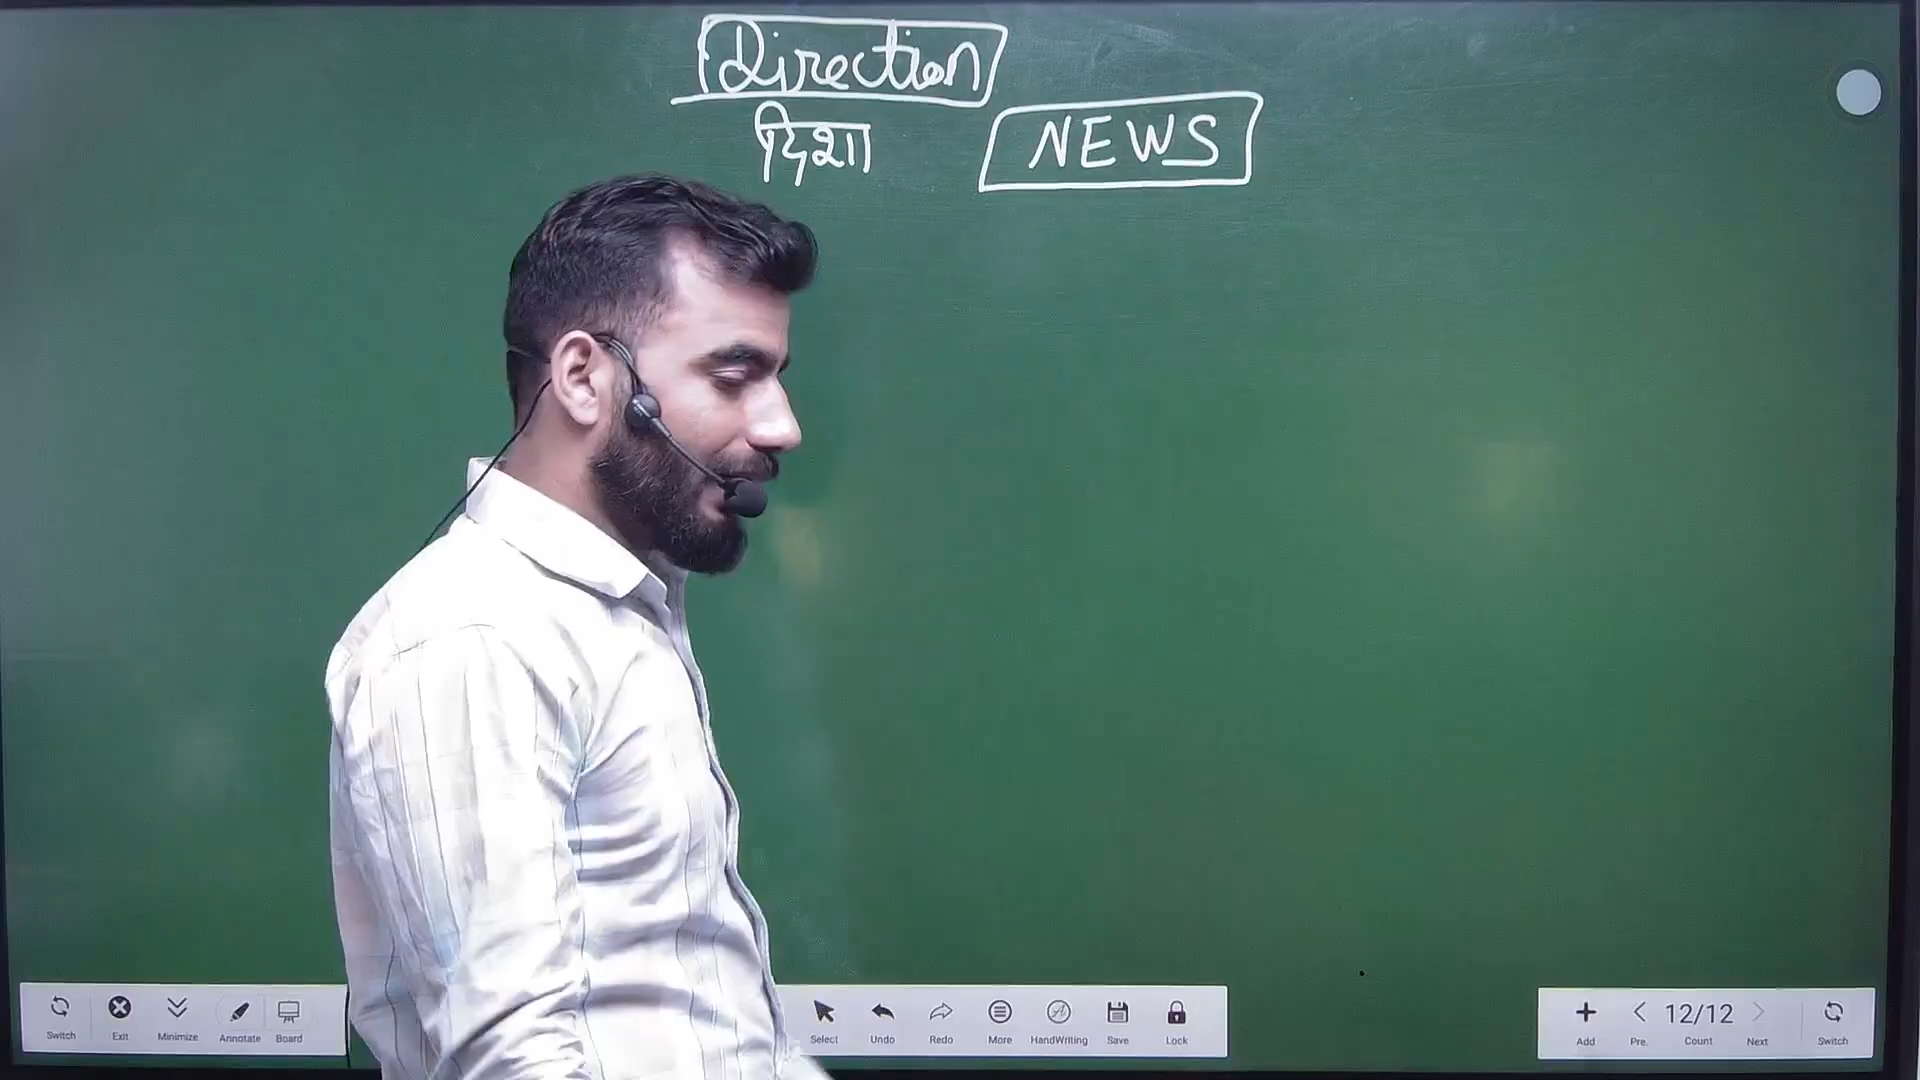 Direction
दिशा
NEWS
Switch Exit Minimize Annotate Board Select Undo Redo More HandWriting Save Lock Add Pre. 12/12 Count Next Switch